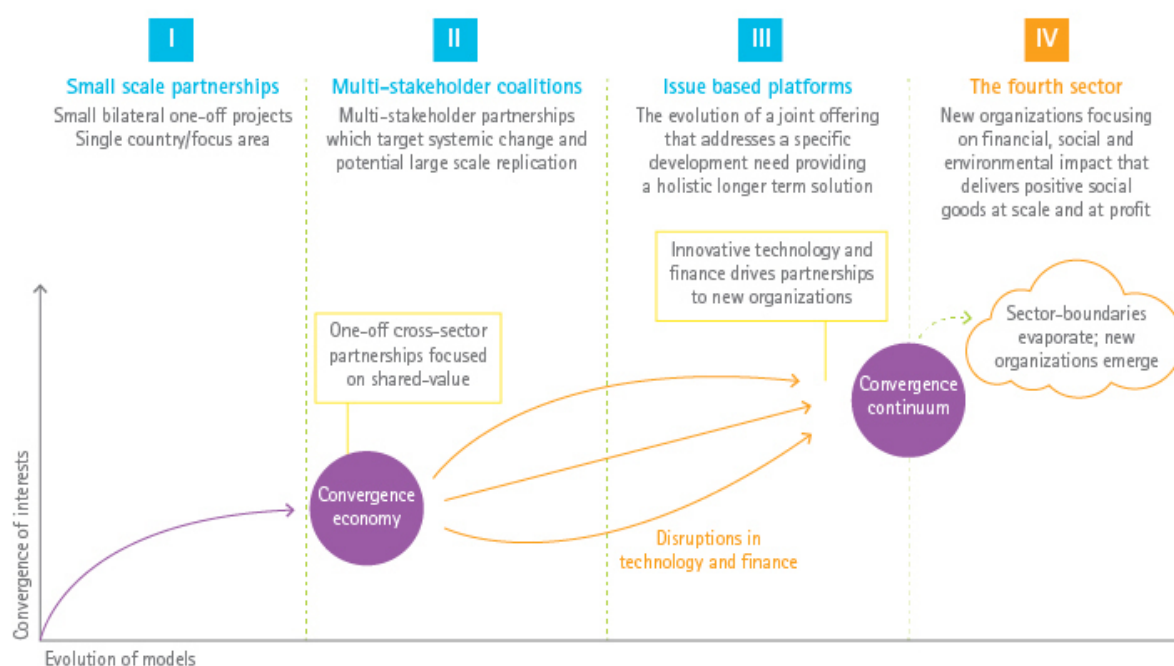 I
Small scale partnerships
Small bilateral one-off projects
Single country/focus area
II
Multi-stakeholder coalitions
Multi-stakeholder partnerships
which target systemic change and
potential large scale replication
III
Issue based platforms
The evolution of a joint offering
that addresses a specific
development need providing
a holistic longer term solution
IV
The fourth sector
New organizations focusing
on financial, social and
environmental impact that
delivers positive social
goods at scale and at profit
Innovative technology and
finance drives partnerships
to new organizations
One-off cross-sector
partnerships focused
on shared-value
Sector-boundaries
evaporate; new
organizations emerge
Convergence
continuum
Convergence
economy
Disruptions in
technology and finance
Convergence of interests
Evolution of models